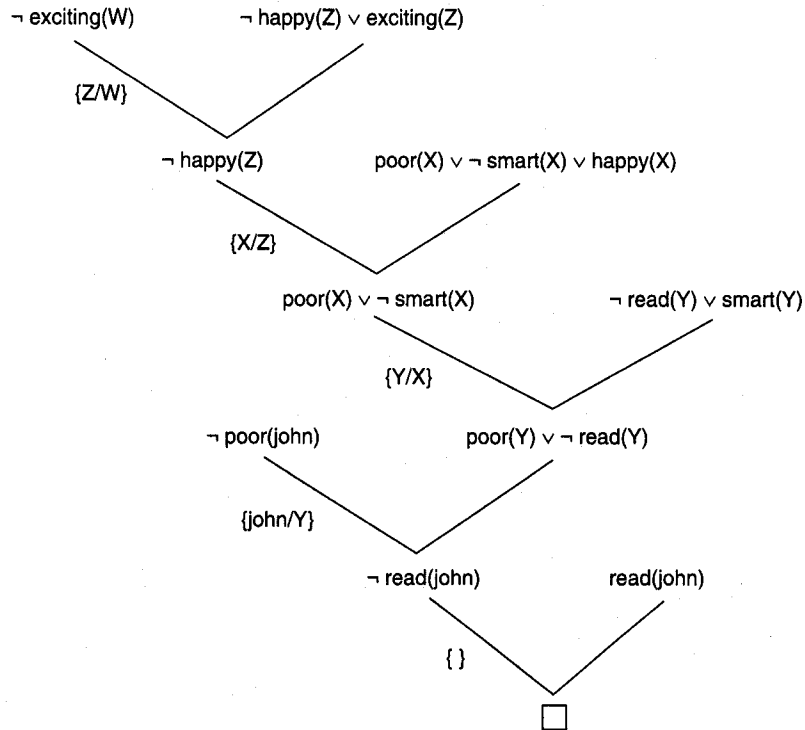 ¬ exciting(W) ¬ happy(Z) ∨ exciting(Z)
{Z/W}
¬ happy(Z) poor(X) ∨ ¬ smart(X) ∨ happy(X)
{X/Z}
poor(X) ∨ ¬ smart(X) ¬ read(Y) ∨ smart(Y)
{Y/X}
¬ poor(john) poor(Y) ∨ ¬ read(Y)
{john/Y}
¬ read(john) read(john)
{ }